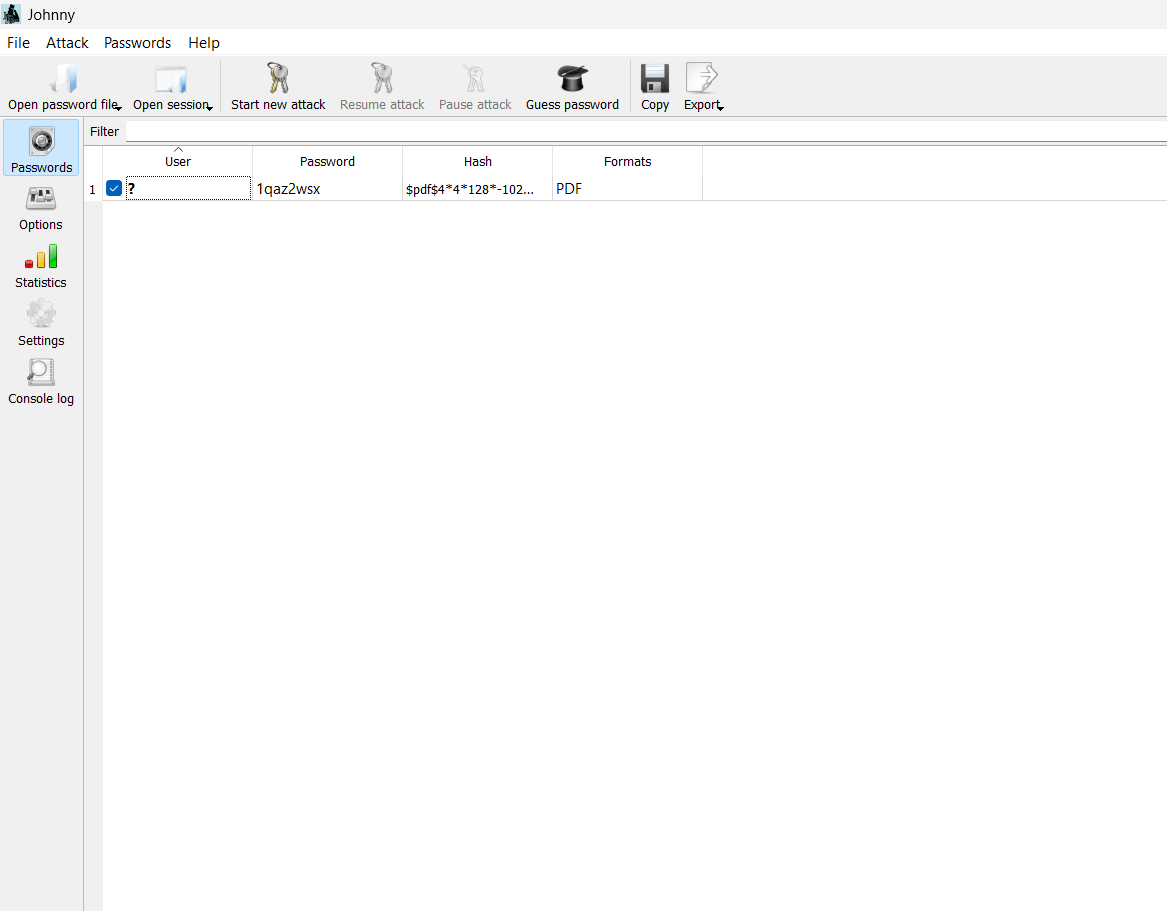 Johnny
File Attack Passwords Help
Open password file Open session Start new attack Resume attack Pause attack Guess password Copy Export
Passwords
Filter
User Password Hash Formats
1 ? 1qaz2wsx $pdf$4*4*128*-102... PDF
Options
Statistics
Settings
Console log